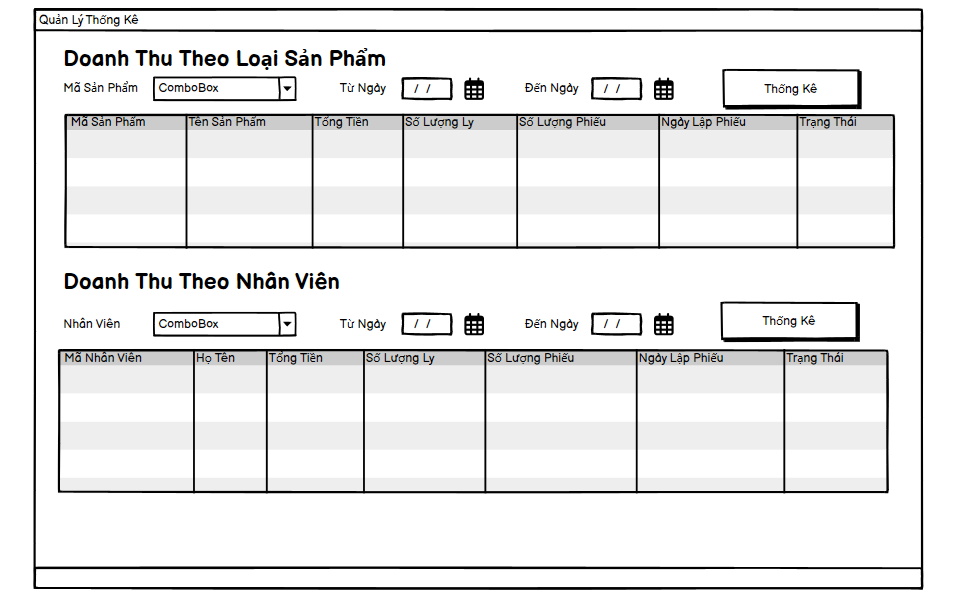 Quản Lý Thống Kê
Doanh Thu Theo Loại Sản Phẩm
Mã Sản Phẩm ComboBox Từ Ngày / / Đến Ngày / / Thống Kê
Mã Sản Phẩm Tên Sản Phẩm Tổng Tiền Số Lượng Ly Số Lượng Phiếu Ngày Lập Phiếu Trạng Thái
Doanh Thu Theo Nhân Viên
Nhân Viên ComboBox Từ Ngày / / Đến Ngày / / Thống Kê
Mã Nhân Viên Họ Tên Tổng Tiền Số Lượng Ly Số Lượng Phiếu Ngày Lập Phiếu Trạng Thái